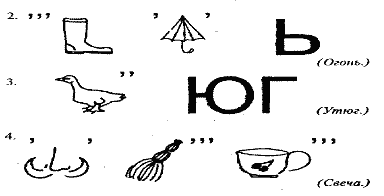 2. ’’’ ’ ’ Ь
(Огонь.)
3. ’’ ЮГ
(Утюг.)
4. ’ ’ ’’’ ’’’
(Свеча.)